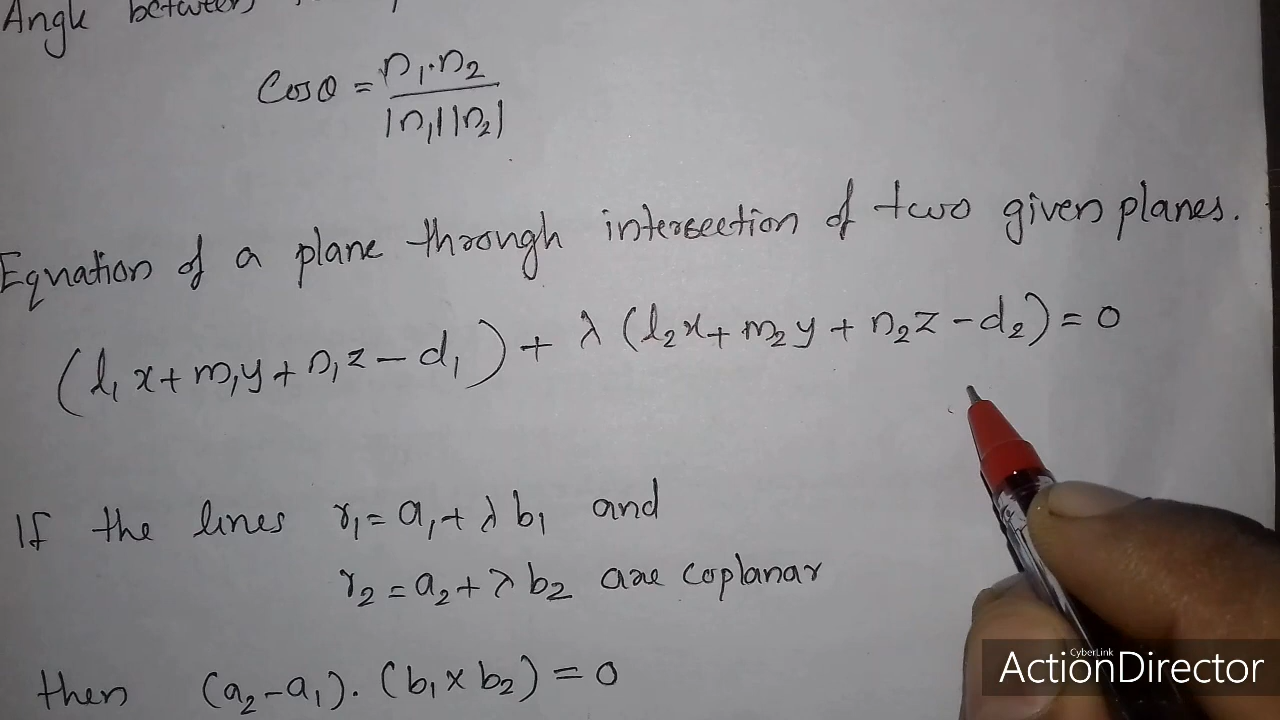 Angle between
Cosθ = n₁·n₂
|n₁||n₂|
Equation of a plane through intersection of two given planes.
(l₁x+m₁y+n₁z-d₁)+λ(l₂x+m₂y+n₂z-d₂)=0
If the lines r₁=a₁+λb₁ and
r₂=a₂+λb₂ are coplanar
then (a₂-a₁).(b₁×b₂)=0
CyberLink
ActionDirector